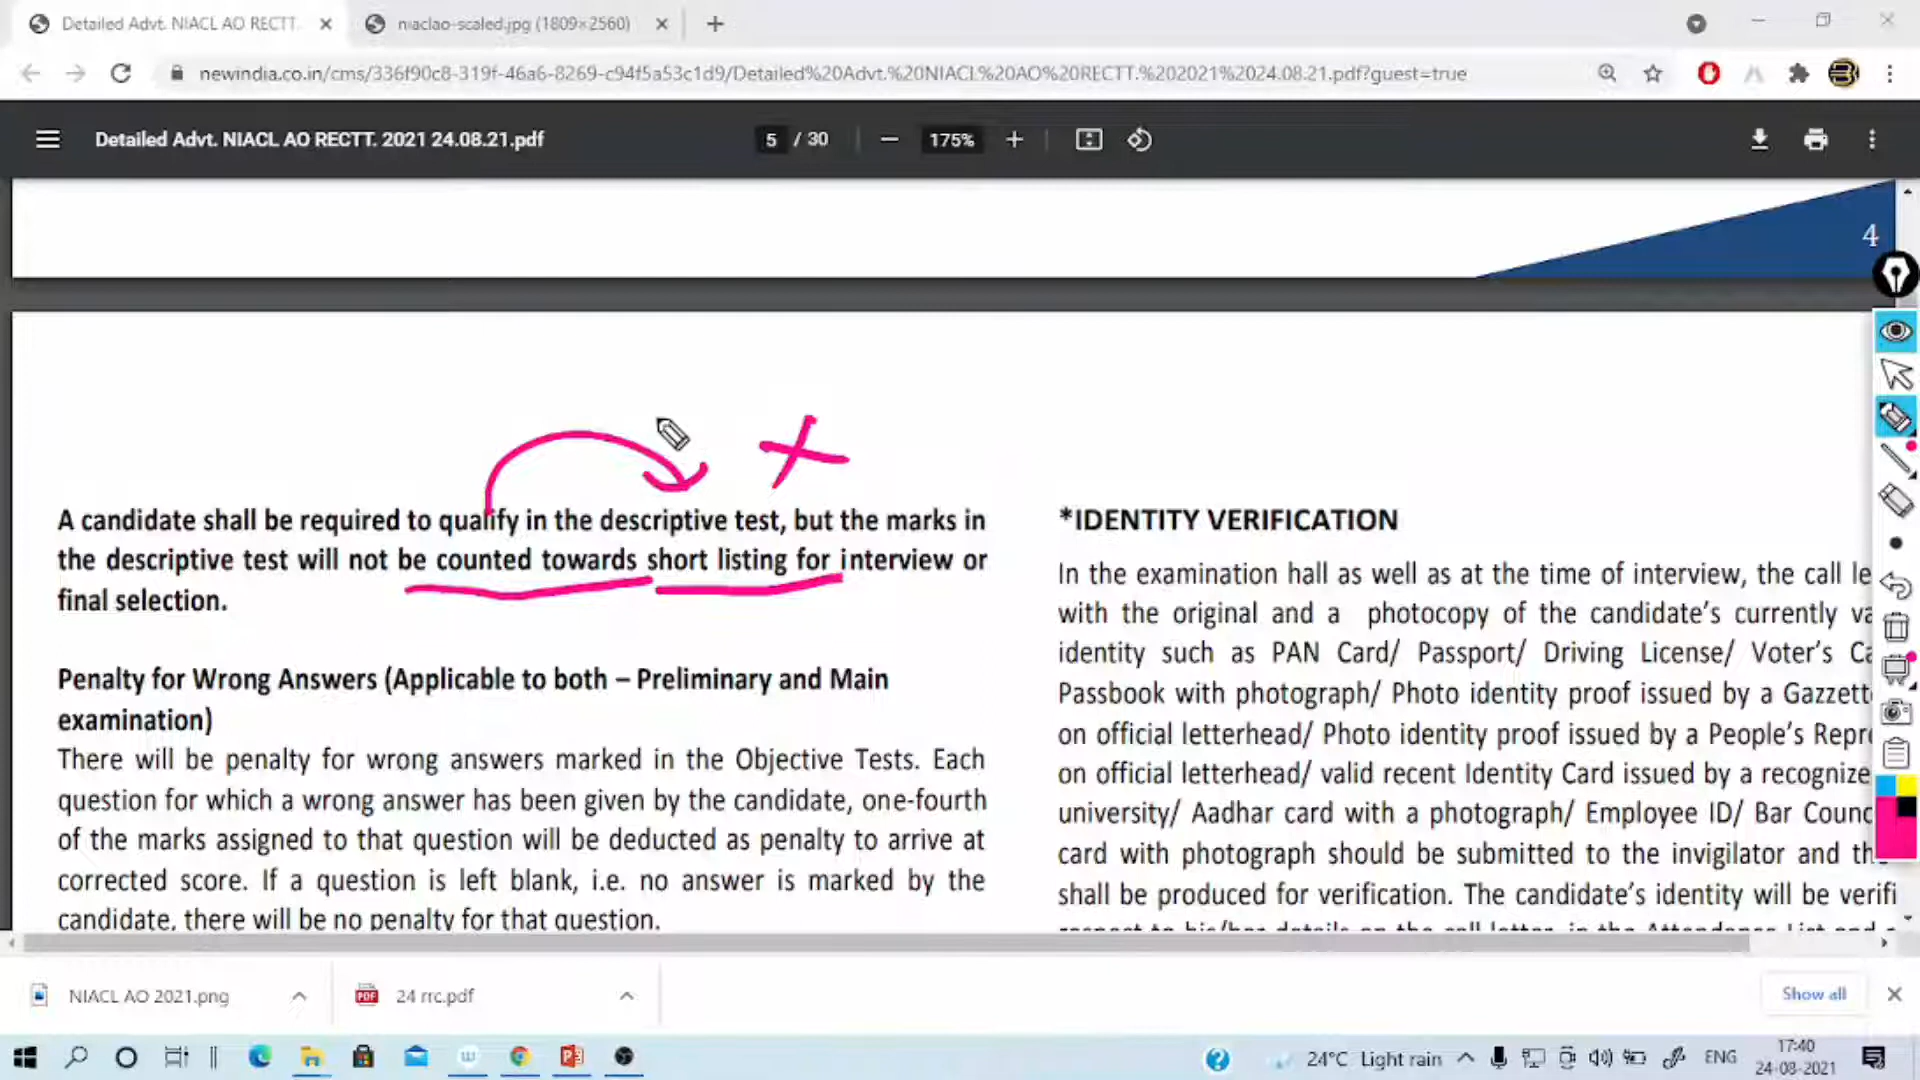 Detailed Advt. NIACL AO RECTT.
niaclao-scaled.jpg (1809×2560)
newindia.co.in/cms/336f90c8-319f-46a6-8269-c94f5a53c1d9/Detailed%20Advt.%20NIACL%20AO%20RECTT.%202021%2024.08.21.pdf?guest=true
Detailed Advt. NIACL AO RECTT. 2021 24.08.21.pdf
5 / 30
175%
4
A candidate shall be required to qualify in the descriptive test, but the marks in
the descriptive test will not be counted towards short listing for interview or
final selection.
Penalty for Wrong Answers (Applicable to both – Preliminary and Main
examination)
There will be penalty for wrong answers marked in the Objective Tests. Each
question for which a wrong answer has been given by the candidate, one-fourth
of the marks assigned to that question will be deducted as penalty to arrive at
corrected score. If a question is left blank, i.e. no answer is marked by the
candidate, there will be no penalty for that question.
*IDENTITY VERIFICATION
In the examination hall as well as at the time of interview, the call le
with the original and a photocopy of the candidate's currently va
identity such as PAN Card/ Passport/ Driving License/ Voter's Ca
Passbook with photograph/ Photo identity proof issued by a Gazett
on official letterhead/ Photo identity proof issued by a People's Repre
on official letterhead/ valid recent Identity Card issued by a recognize
university/ Aadhar card with a photograph/ Employee ID/ Bar Counc
card with photograph should be submitted to the invigilator and th
shall be produced for verification. The candidate's identity will be verifi
NIACL AO 2021.png
24 rrc.pdf
Show all
24°C Light rain
ENG
17:40
24-08-2021